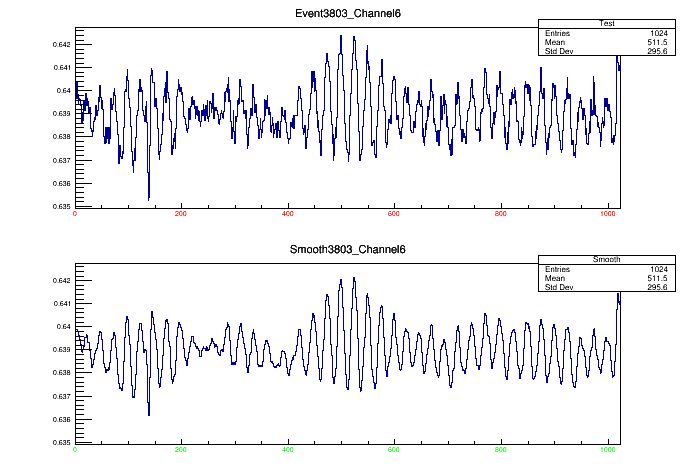 Event3803_Channel6
Test
Entries 1024
Mean 511.5
Std Dev 295.6
0.642
0.641
0.64
0.639
0.638
0.637
0.636
0.635
0 200 400 600 800 1000
Smooth3803_Channel6
Smooth
Entries 1024
Mean 511.5
Std Dev 295.6
0.642
0.641
0.64
0.639
0.638
0.637
0.636
0.635
0 200 400 600 800 1000